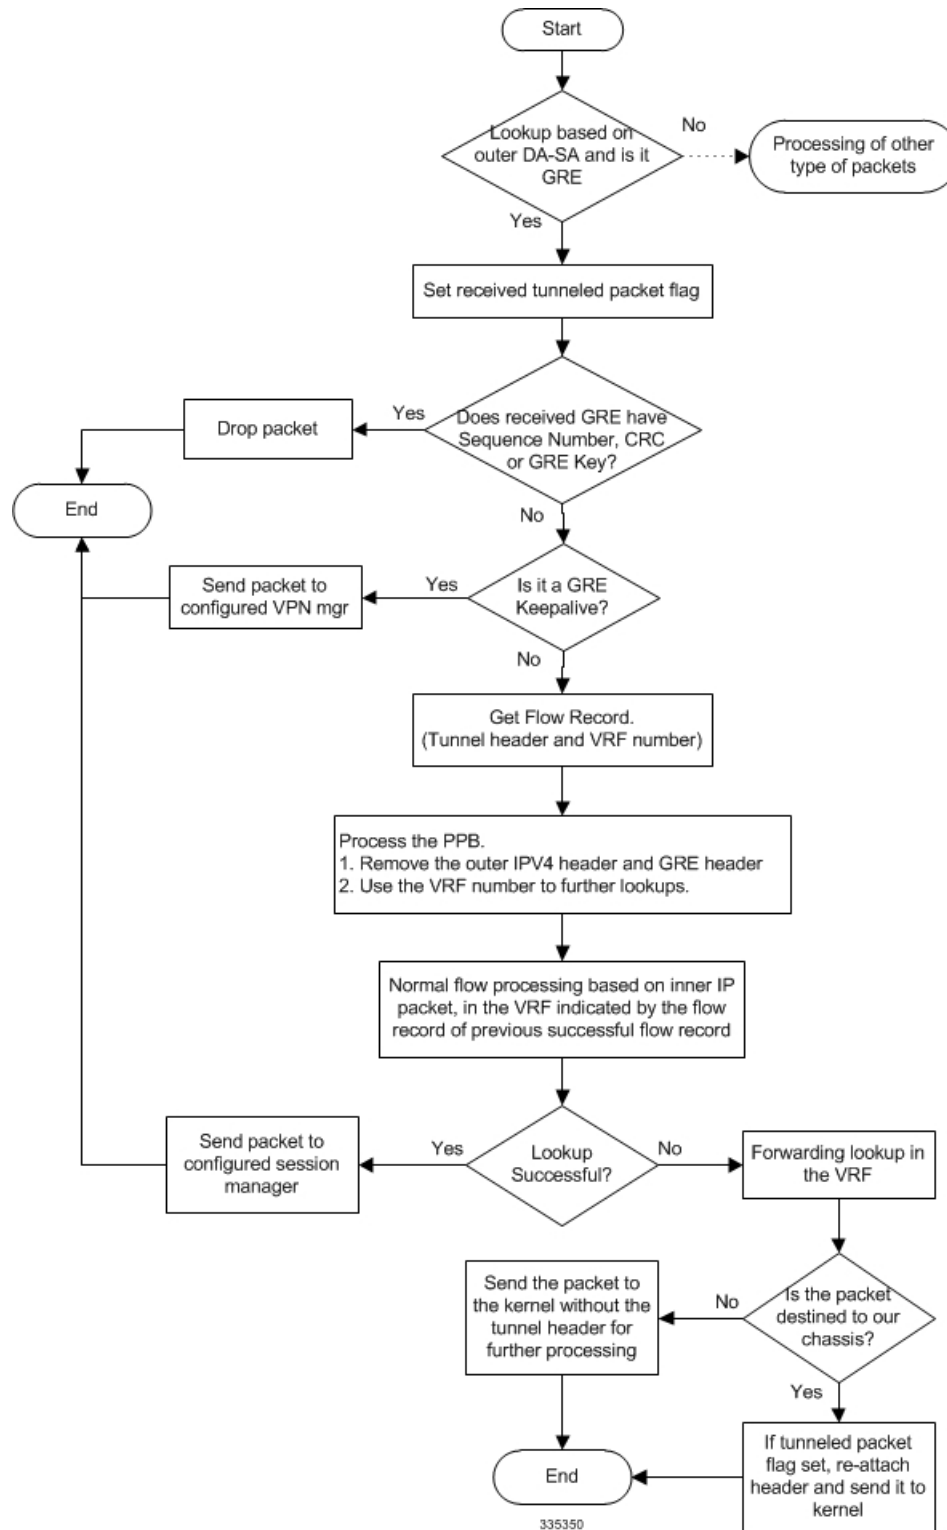 Start
Lookup based on
outer DA-SA and is it
GRE
No
Processing of other
type of packets
Yes
Set received tunneled packet flag
Does received GRE have
Sequence Number, CRC
or GRE Key?
Yes
Drop packet
End
No
Is it a GRE
Keepalive?
Yes
Send packet to
configured VPN mgr
No
Get Flow Record.
(Tunnel header and VRF number)
Process the PPB.
1. Remove the outer IPV4 header and GRE header
2. Use the VRF number to further lookups.
Normal flow processing based on inner IP
packet, in the VRF indicated by the flow
record of previous successful flow record
Lookup
Successful?
Yes
Send packet to
configured session
manager
No
Forwarding lookup in
the VRF
Is the packet
destined to our
chassis?
No
Send the packet to
the kernel without the
tunnel header for
further processing
Yes
If tunneled packet
flag set, re-attach
header and send it to
kernel
End
335350